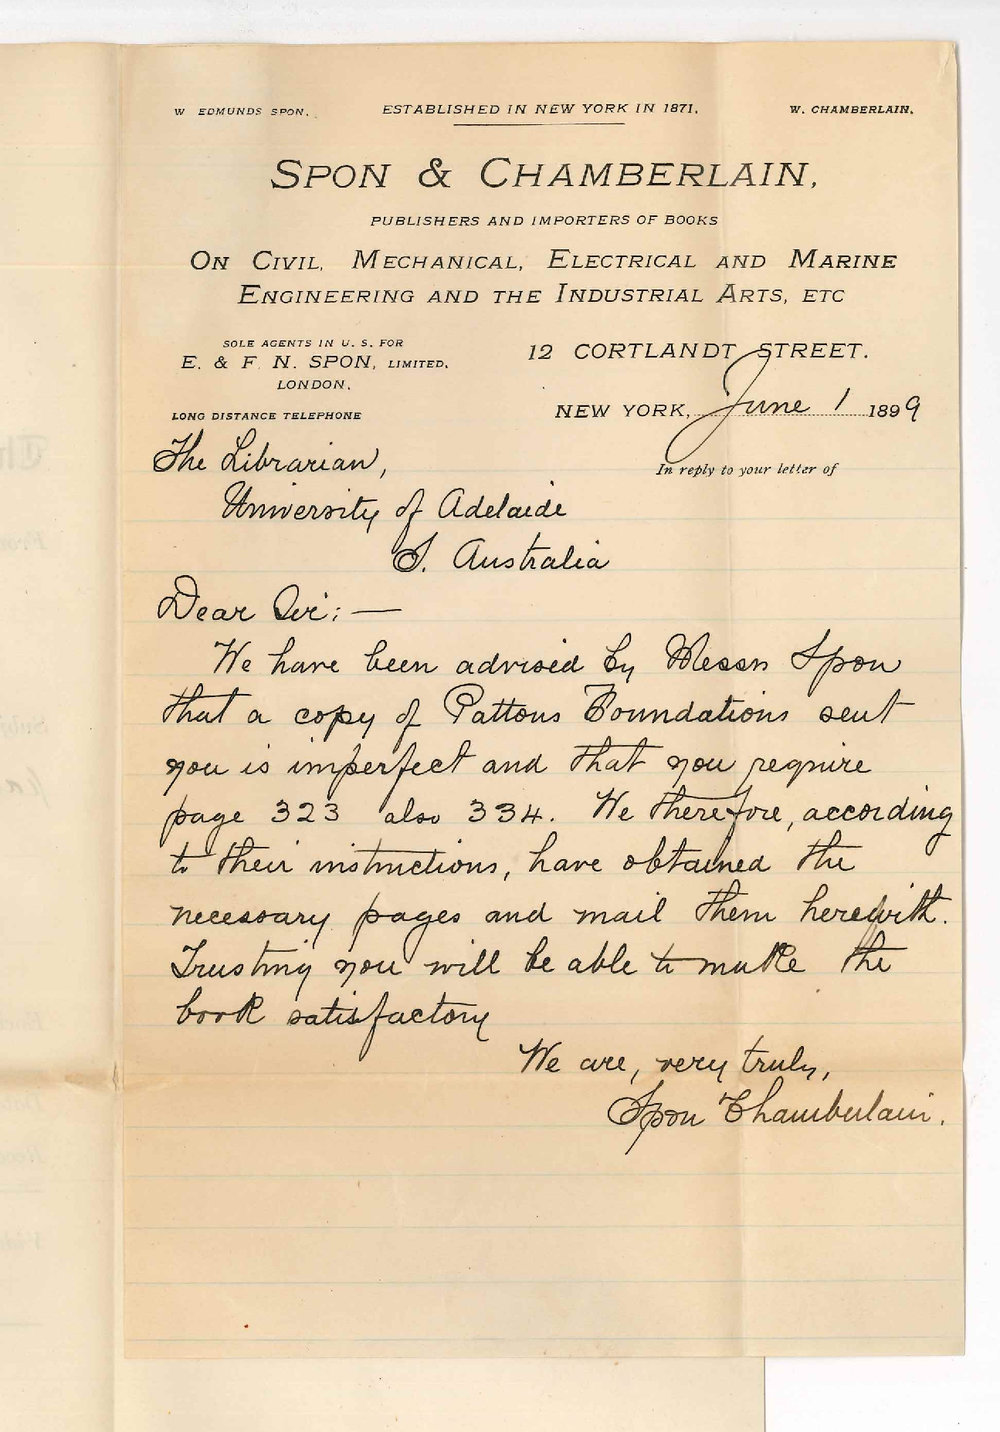 W EDMUNDS SPON.
ESTABLISHED IN NEW YORK IN 1871.
W. CHAMBERLAIN.
SPON & CHAMBERLAIN,
PUBLISHERS AND IMPORTERS OF BOOKS
ON CIVIL, MECHANICAL, ELECTRICAL AND MARINE
ENGINEERING AND THE INDUSTRIAL ARTS, ETC
SOLE AGENTS IN U. S. FOR
E. & F. N. SPON, LIMITED,
LONDON.
LONG DISTANCE TELEPHONE
12 CORTLANDT STREET.
NEW YORK, June 1 1899
In reply to your letter of
The Librarian,
University of Adelaide
S. Australia
Dear Sir: —
We have been advised by Messrs Spon
that a copy of Pattons Foundations sent
you is imperfect and that you require
page 323 also 334. We therefore, according
to their instructions, have obtained the
necessary pages and mail them herewith.
Trusting you will be able to make the
book satisfactory
We are, very truly,
Spon Chamberlain.